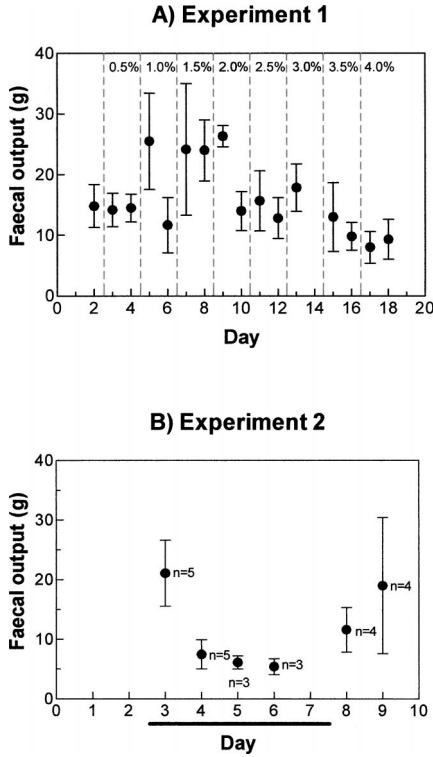 A) Experiment 1
0.5% 1.0% 1.5% 2.0% 2.5% 3.0% 3.5% 4.0%
Faecal output (g)
40
30
20
10
0
0 2 4 6 8 10 12 14 16 18 20
Day
B) Experiment 2
Faecal output (g)
40
30
20
10
0
n=5
n=5
n=3
n=3
n=4
n=4
0 1 2 3 4 5 6 7 8 9 10
Day